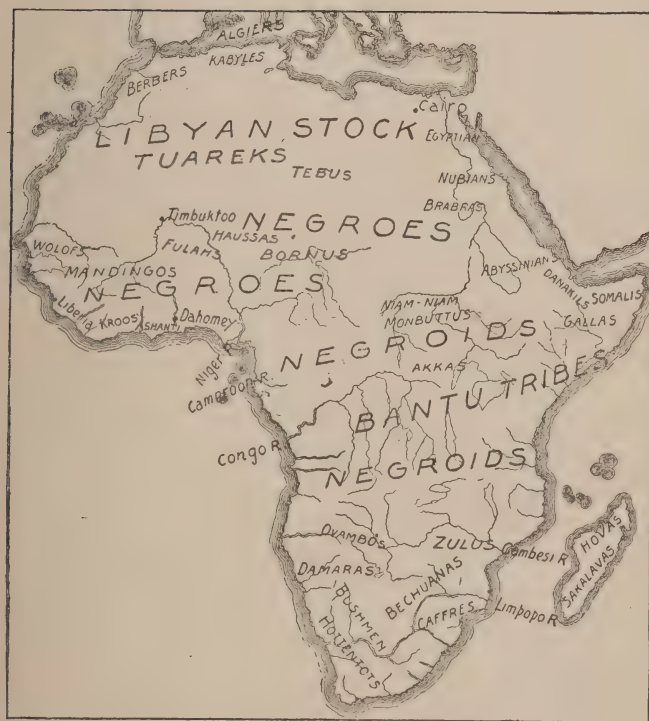 ALGIERS
KABYLES
BERBERS
Cairo
LIBYAN STOCK
EGYPTIAN
TUAREKS
TEBUS
NUBIANS
BRABRAS
Timbuktoo
NEGROES
HAUSSAS
WOLOFS
FULAHS
BORNUS
ABYSSINIANS
MANDINGOS
DANAKILS
SOMALIS
NEGROES
NIAM-NIAM
Liberia
KROOS
ASHANTI
Dahomey
MONBUTTUS
GALLAS
Niger R
NEGROIDS
AKKAS
Cameroon R.
BANTU TRIBES
Congo R.
NEGROIDS
HOVAS
OVAMBOS
ZULUS
Cambesi R
SAKALAVAS
DAMARAS
BECHUANAS
BUSHMEN
CAFFRES
Limpopo R
HOTTENTOTS